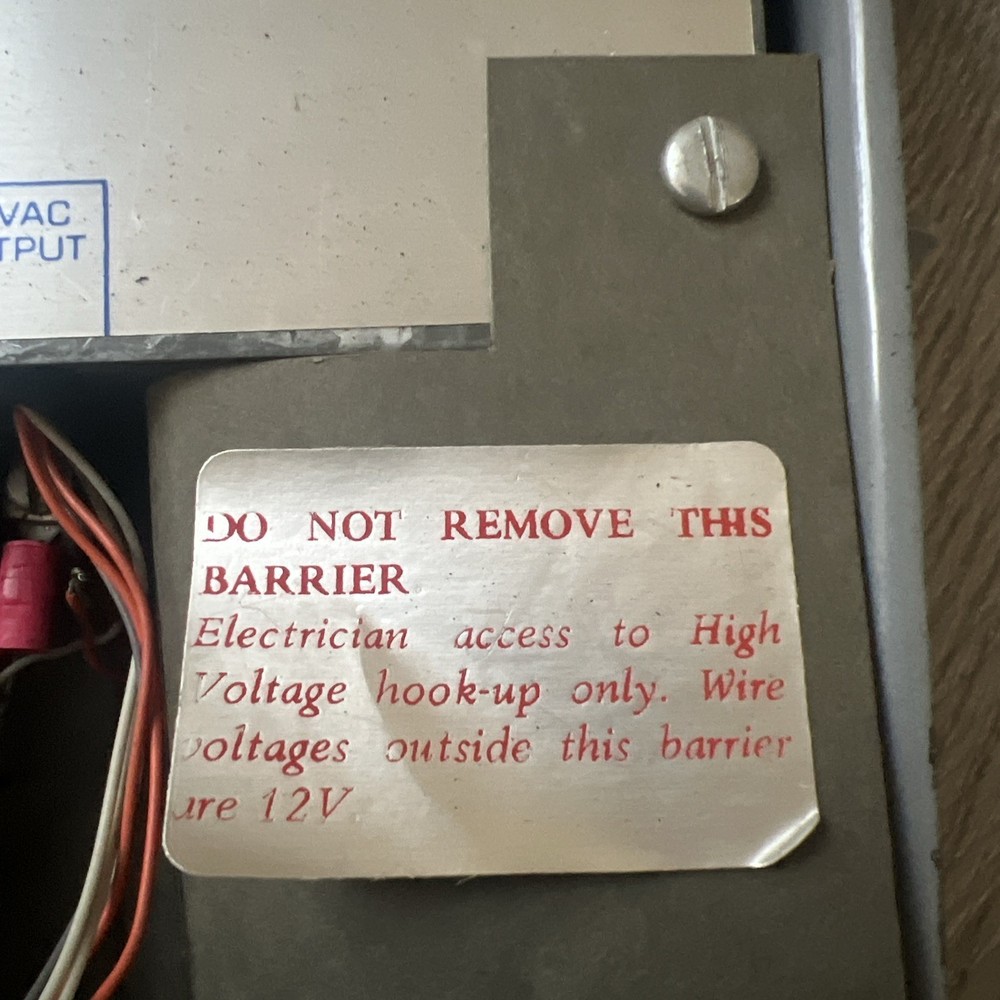 VAC
TPUT
DO NOT REMOVE THIS
BARRIER
Electrician access to High
Voltage hook-up only. Wire
voltages outside this barrier
are 12V